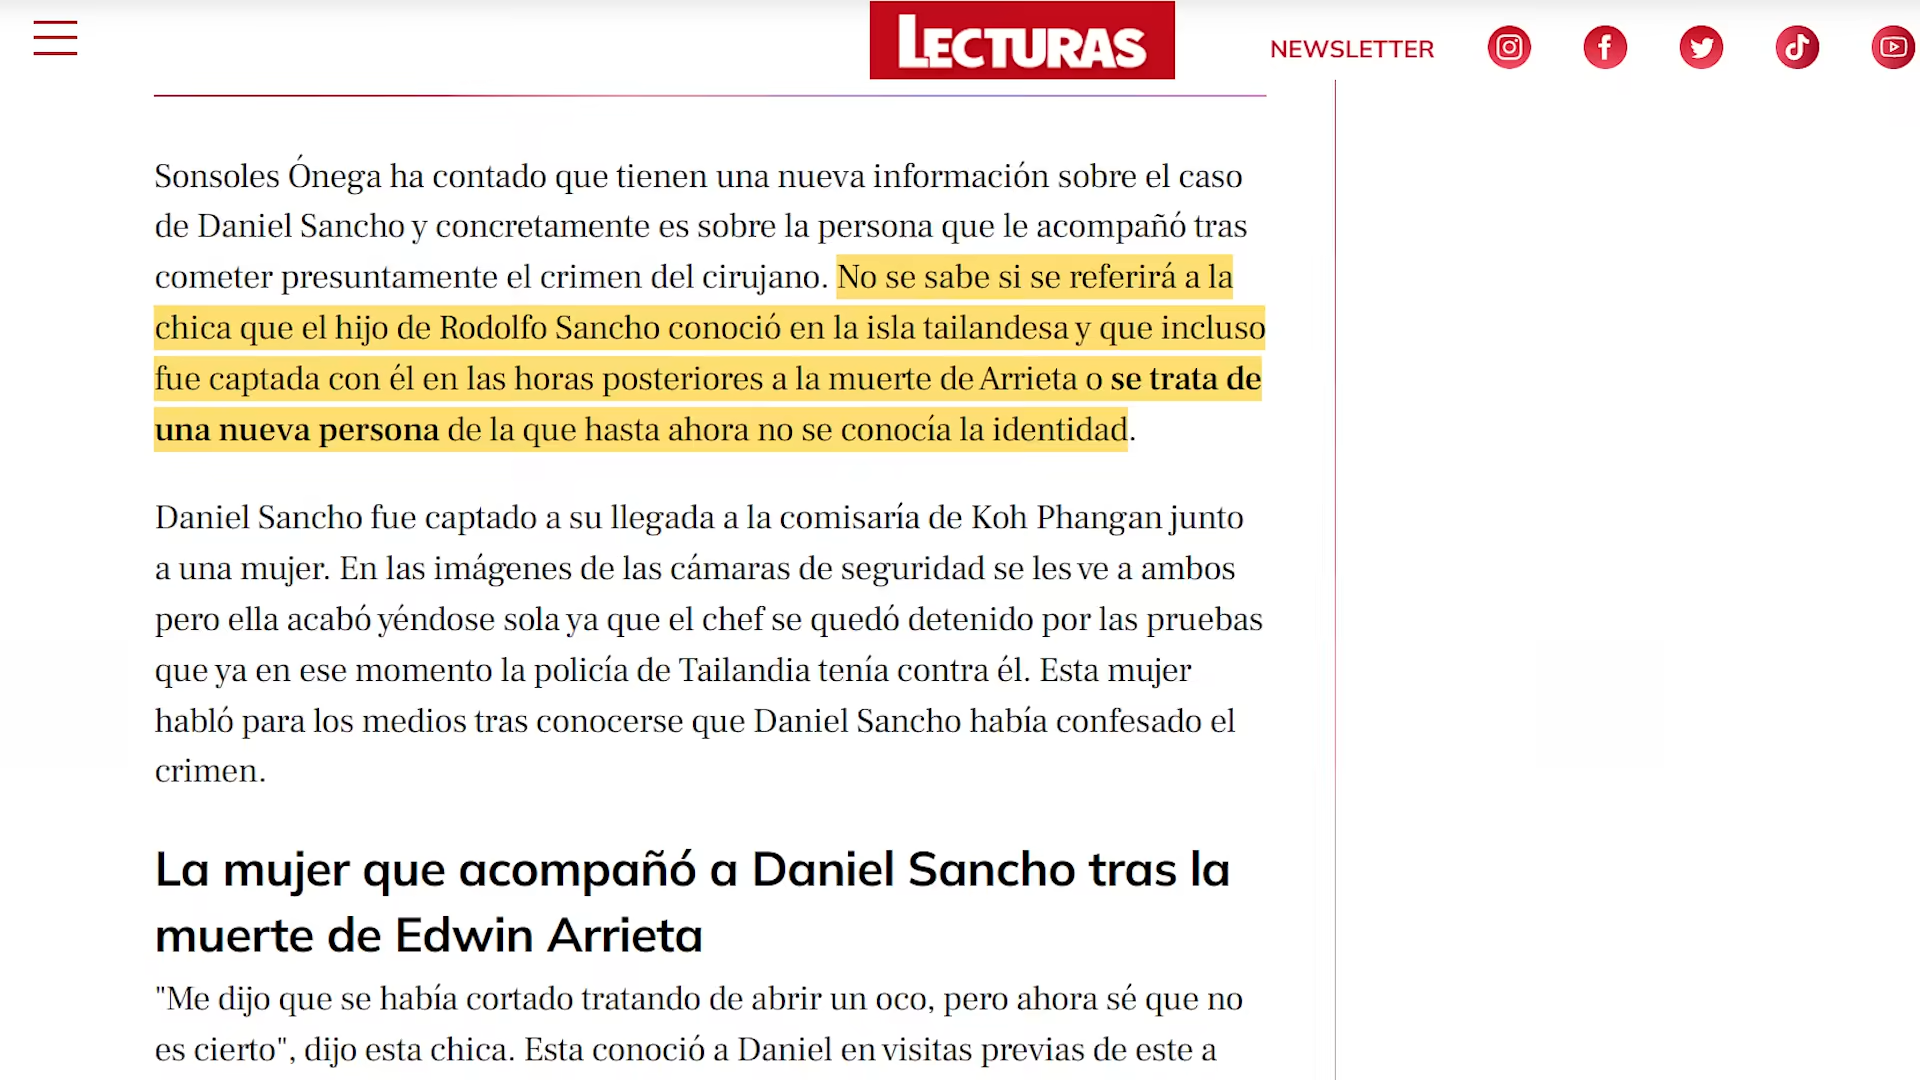 LECTURAS
NEWSLETTER
Sonsoles Ónega ha contado que tienen una nueva información sobre el caso
de Daniel Sancho y concretamente es sobre la persona que le acompañó tras
cometer presuntamente el crimen del cirujano. No se sabe si se referirá a la
chica que el hijo de Rodolfo Sancho conoció en la isla tailandesa y que incluso
fue captada con él en las horas posteriores a la muerte de Arrieta o se trata de
una nueva persona de la que hasta ahora no se conocía la identidad.
Daniel Sancho fue captado a su llegada a la comisaría de Koh Phangan junto
a una mujer. En las imágenes de las cámaras de seguridad se les ve a ambos
pero ella acabó yéndose sola ya que el chef se quedó detenido por las pruebas
que ya en ese momento la policía de Tailandia tenía contra él. Esta mujer
habló para los medios tras conocerse que Daniel Sancho había confesado el
crimen.
La mujer que acompañó a Daniel Sancho tras la
muerte de Edwin Arrieta
"Me dijo que se había cortado tratando de abrir un oco, pero ahora sé que no
es cierto", dijo esta chica. Esta conoció a Daniel en visitas previas de este a